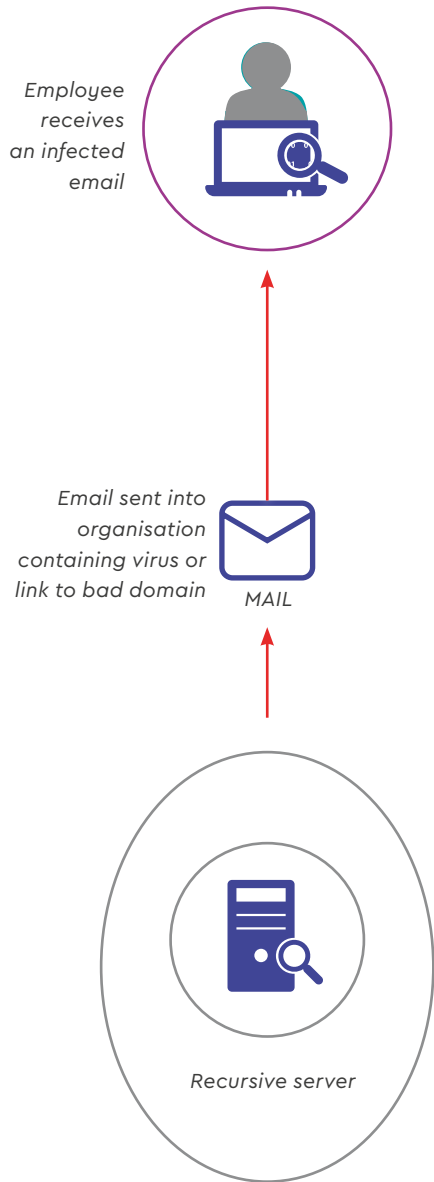 Employee
receives
an infected
email
Email sent into
organisation
containing virus or
link to bad domain
MAIL
Recursive server